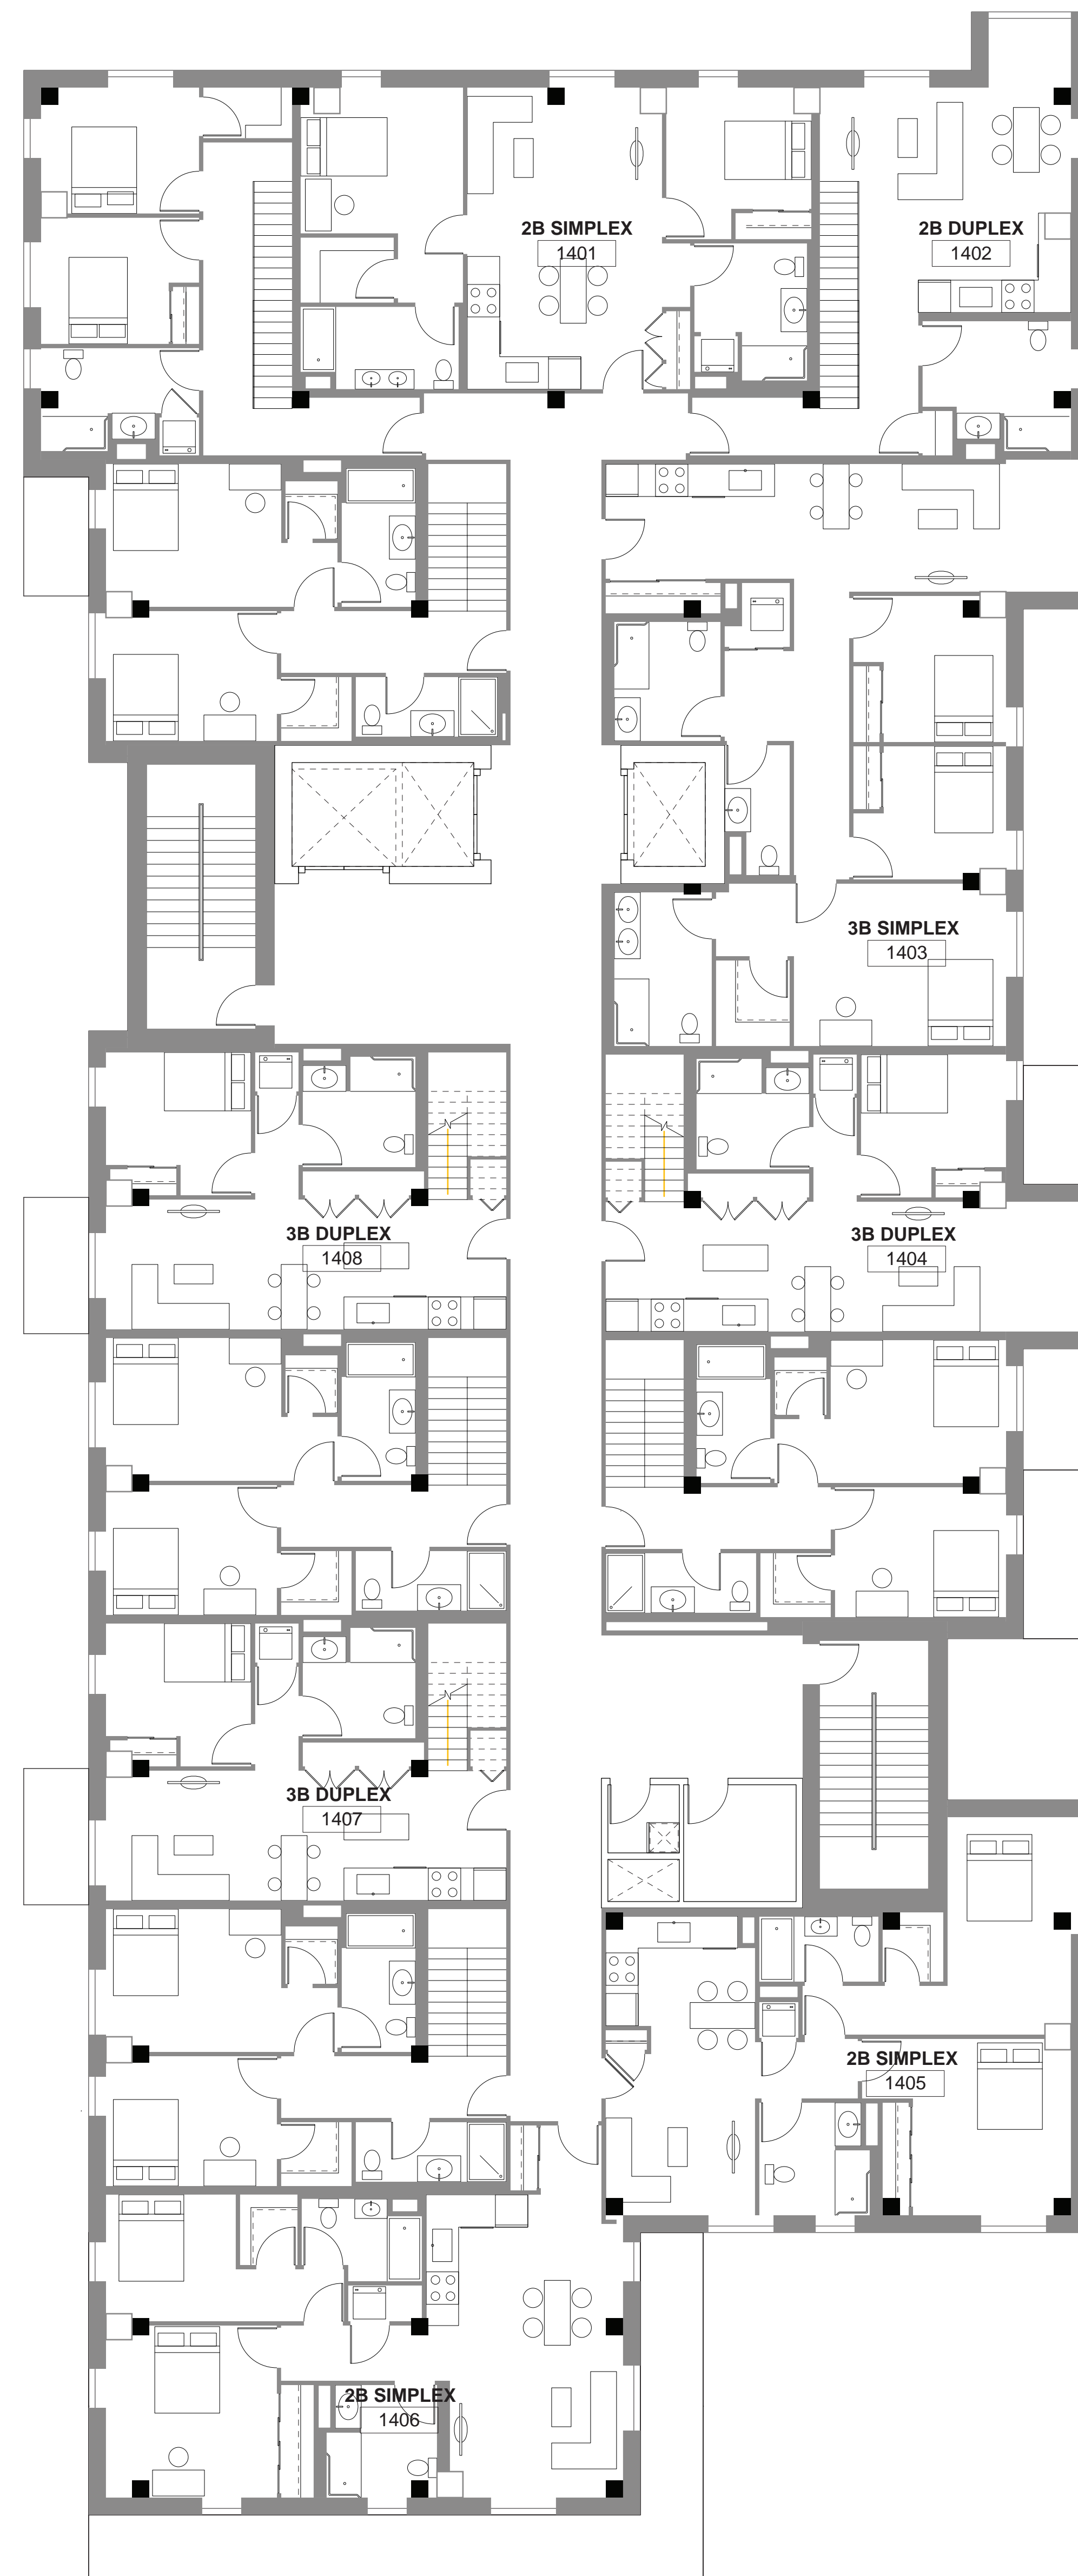 2B SIMPLEX
1401
2B DUPLEX
1402
3B SIMPLEX
1403
3B DUPLEX
1408
3B DUPLEX
1404
3B DUPLEX
1407
2B SIMPLEX
1405
2B SIMPLEX
1406